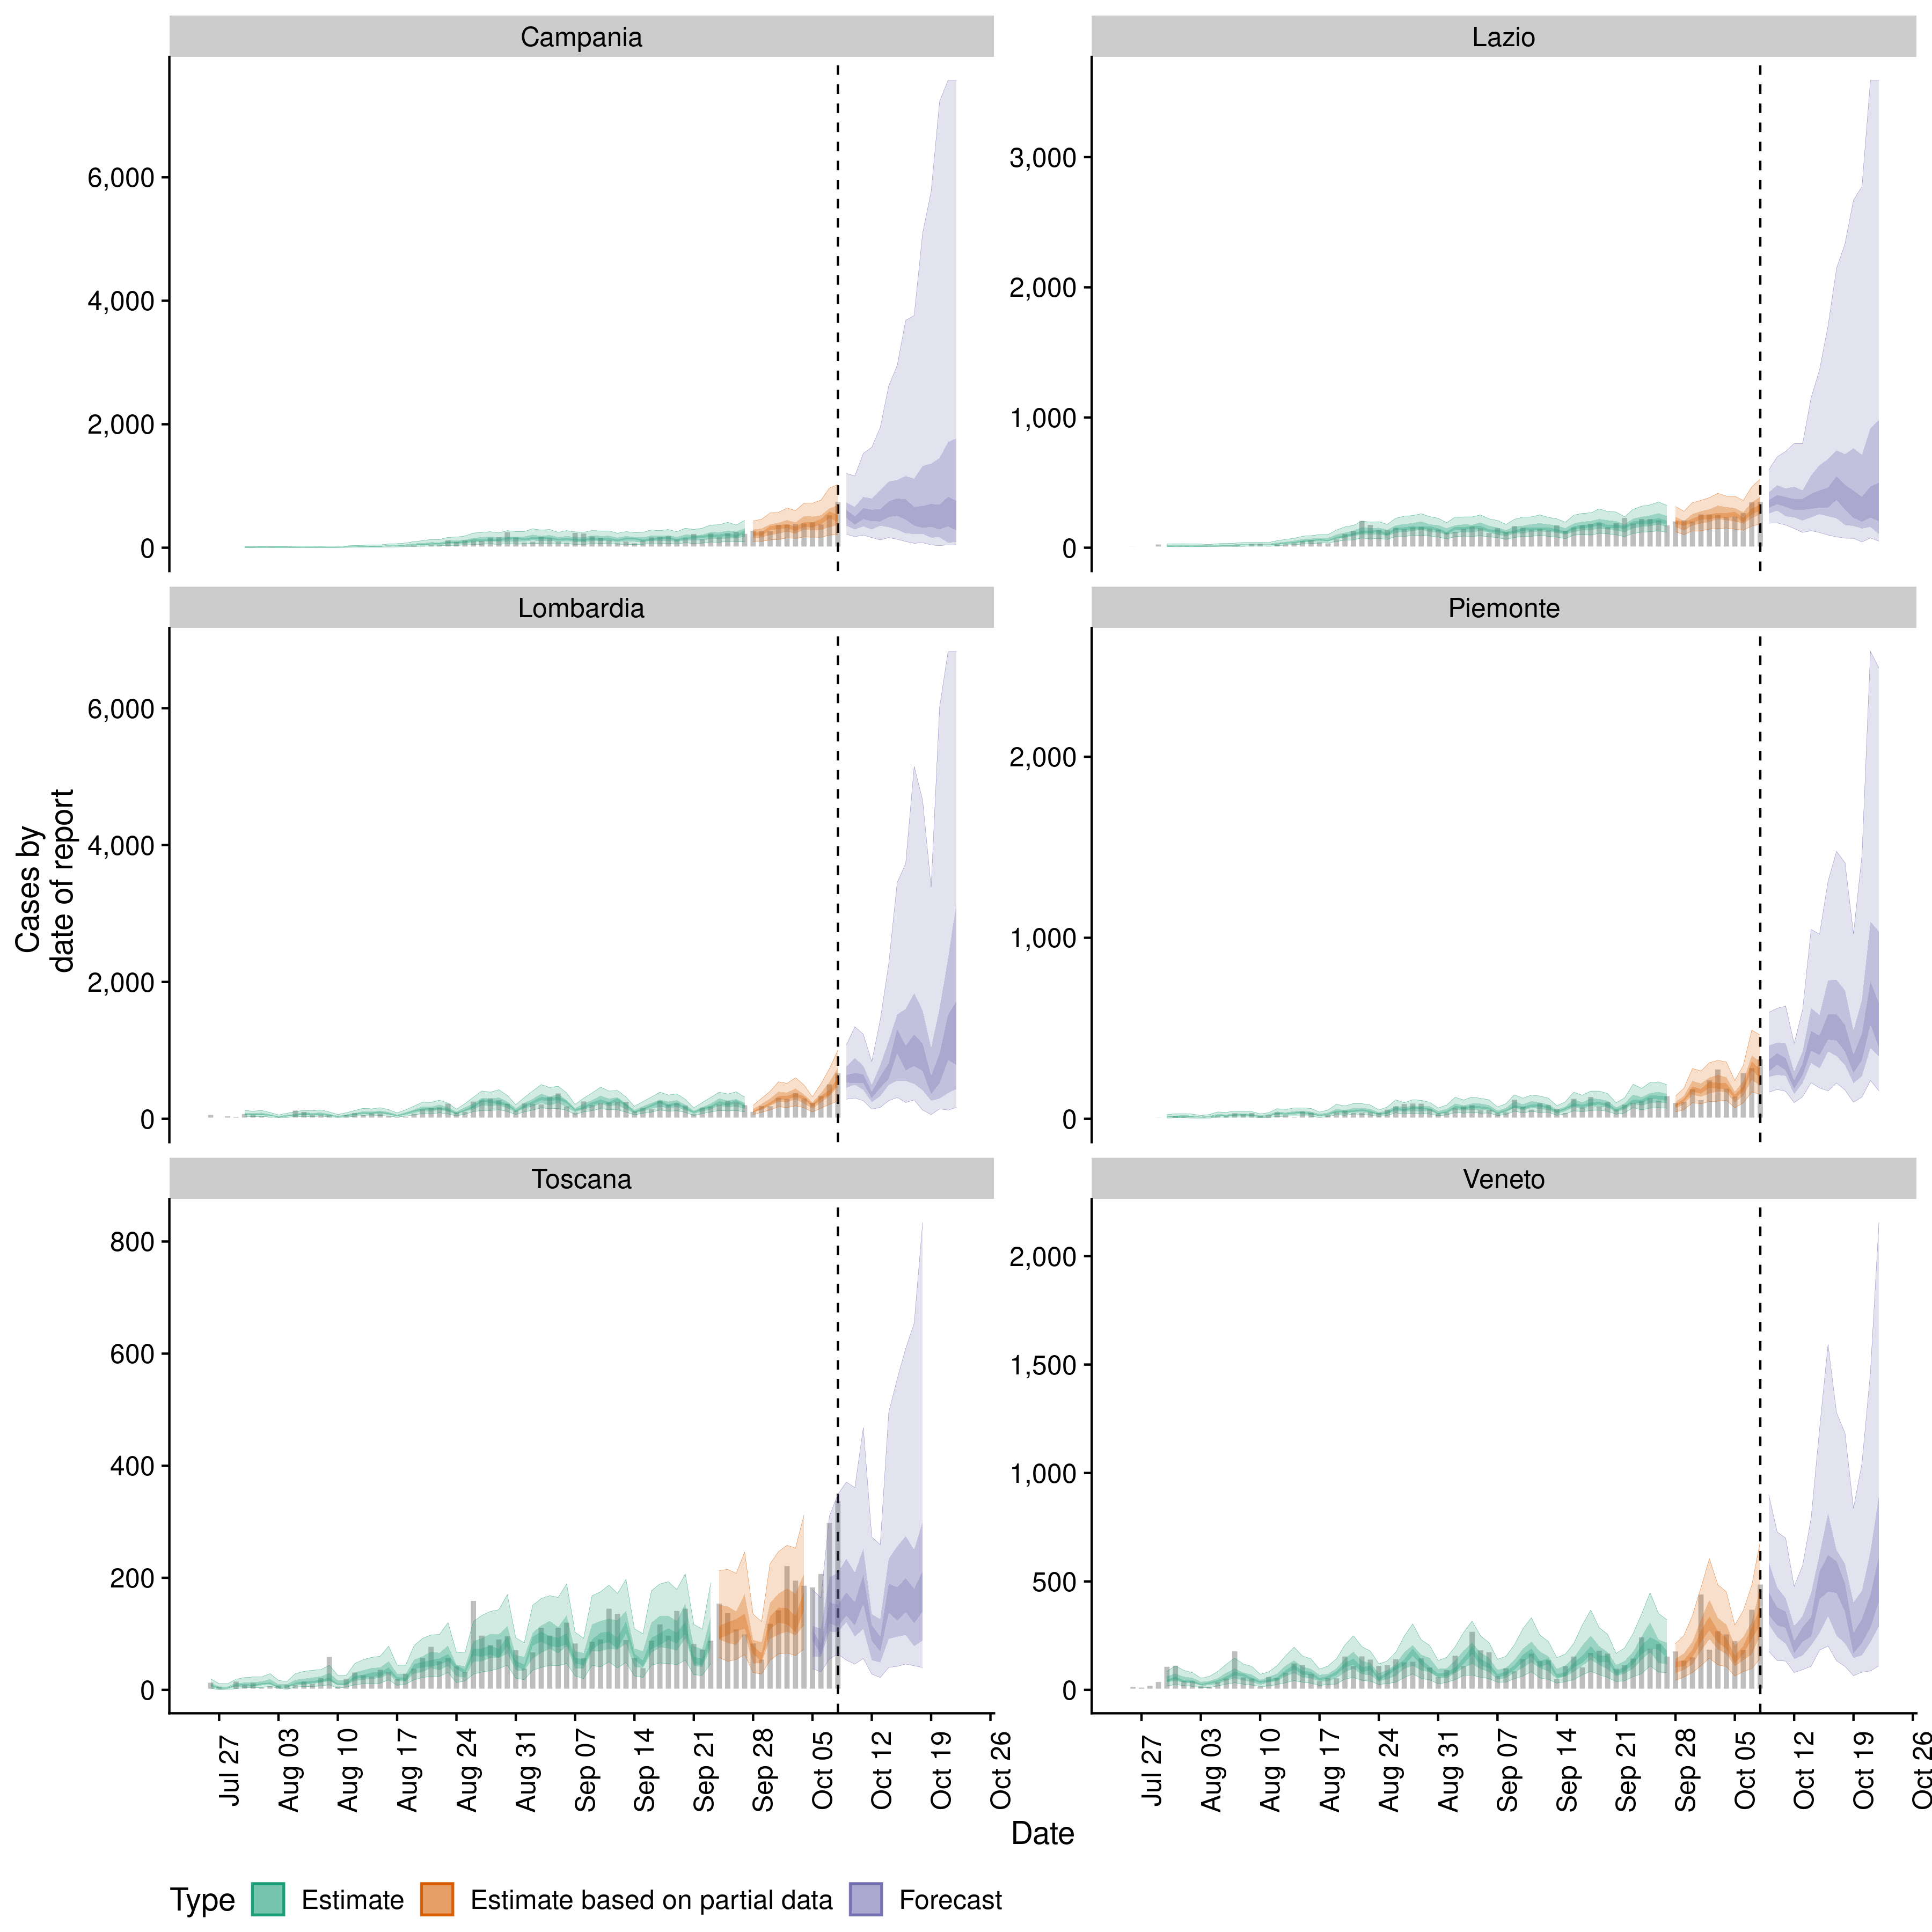 Campania
Lazio
6,000
4,000
2,000
0
3,000
2,000
1,000
0
Lombardia
Piemonte
6,000
4,000
2,000
0
2,000
1,000
0
Cases by
date of report
Toscana
Veneto
800
600
400
200
0
2,000
1,500
1,000
500
0
Jul 27
Aug 03
Aug 10
Aug 17
Aug 24
Aug 31
Sep 07
Sep 14
Sep 21
Sep 28
Oct 05
Oct 12
Oct 19
Oct 26
Jul 27
Aug 03
Aug 10
Aug 17
Aug 24
Aug 31
Sep 07
Sep 14
Sep 21
Sep 28
Oct 05
Oct 12
Oct 19
Oct 26
Date
Type Estimate Estimate based on partial data Forecast